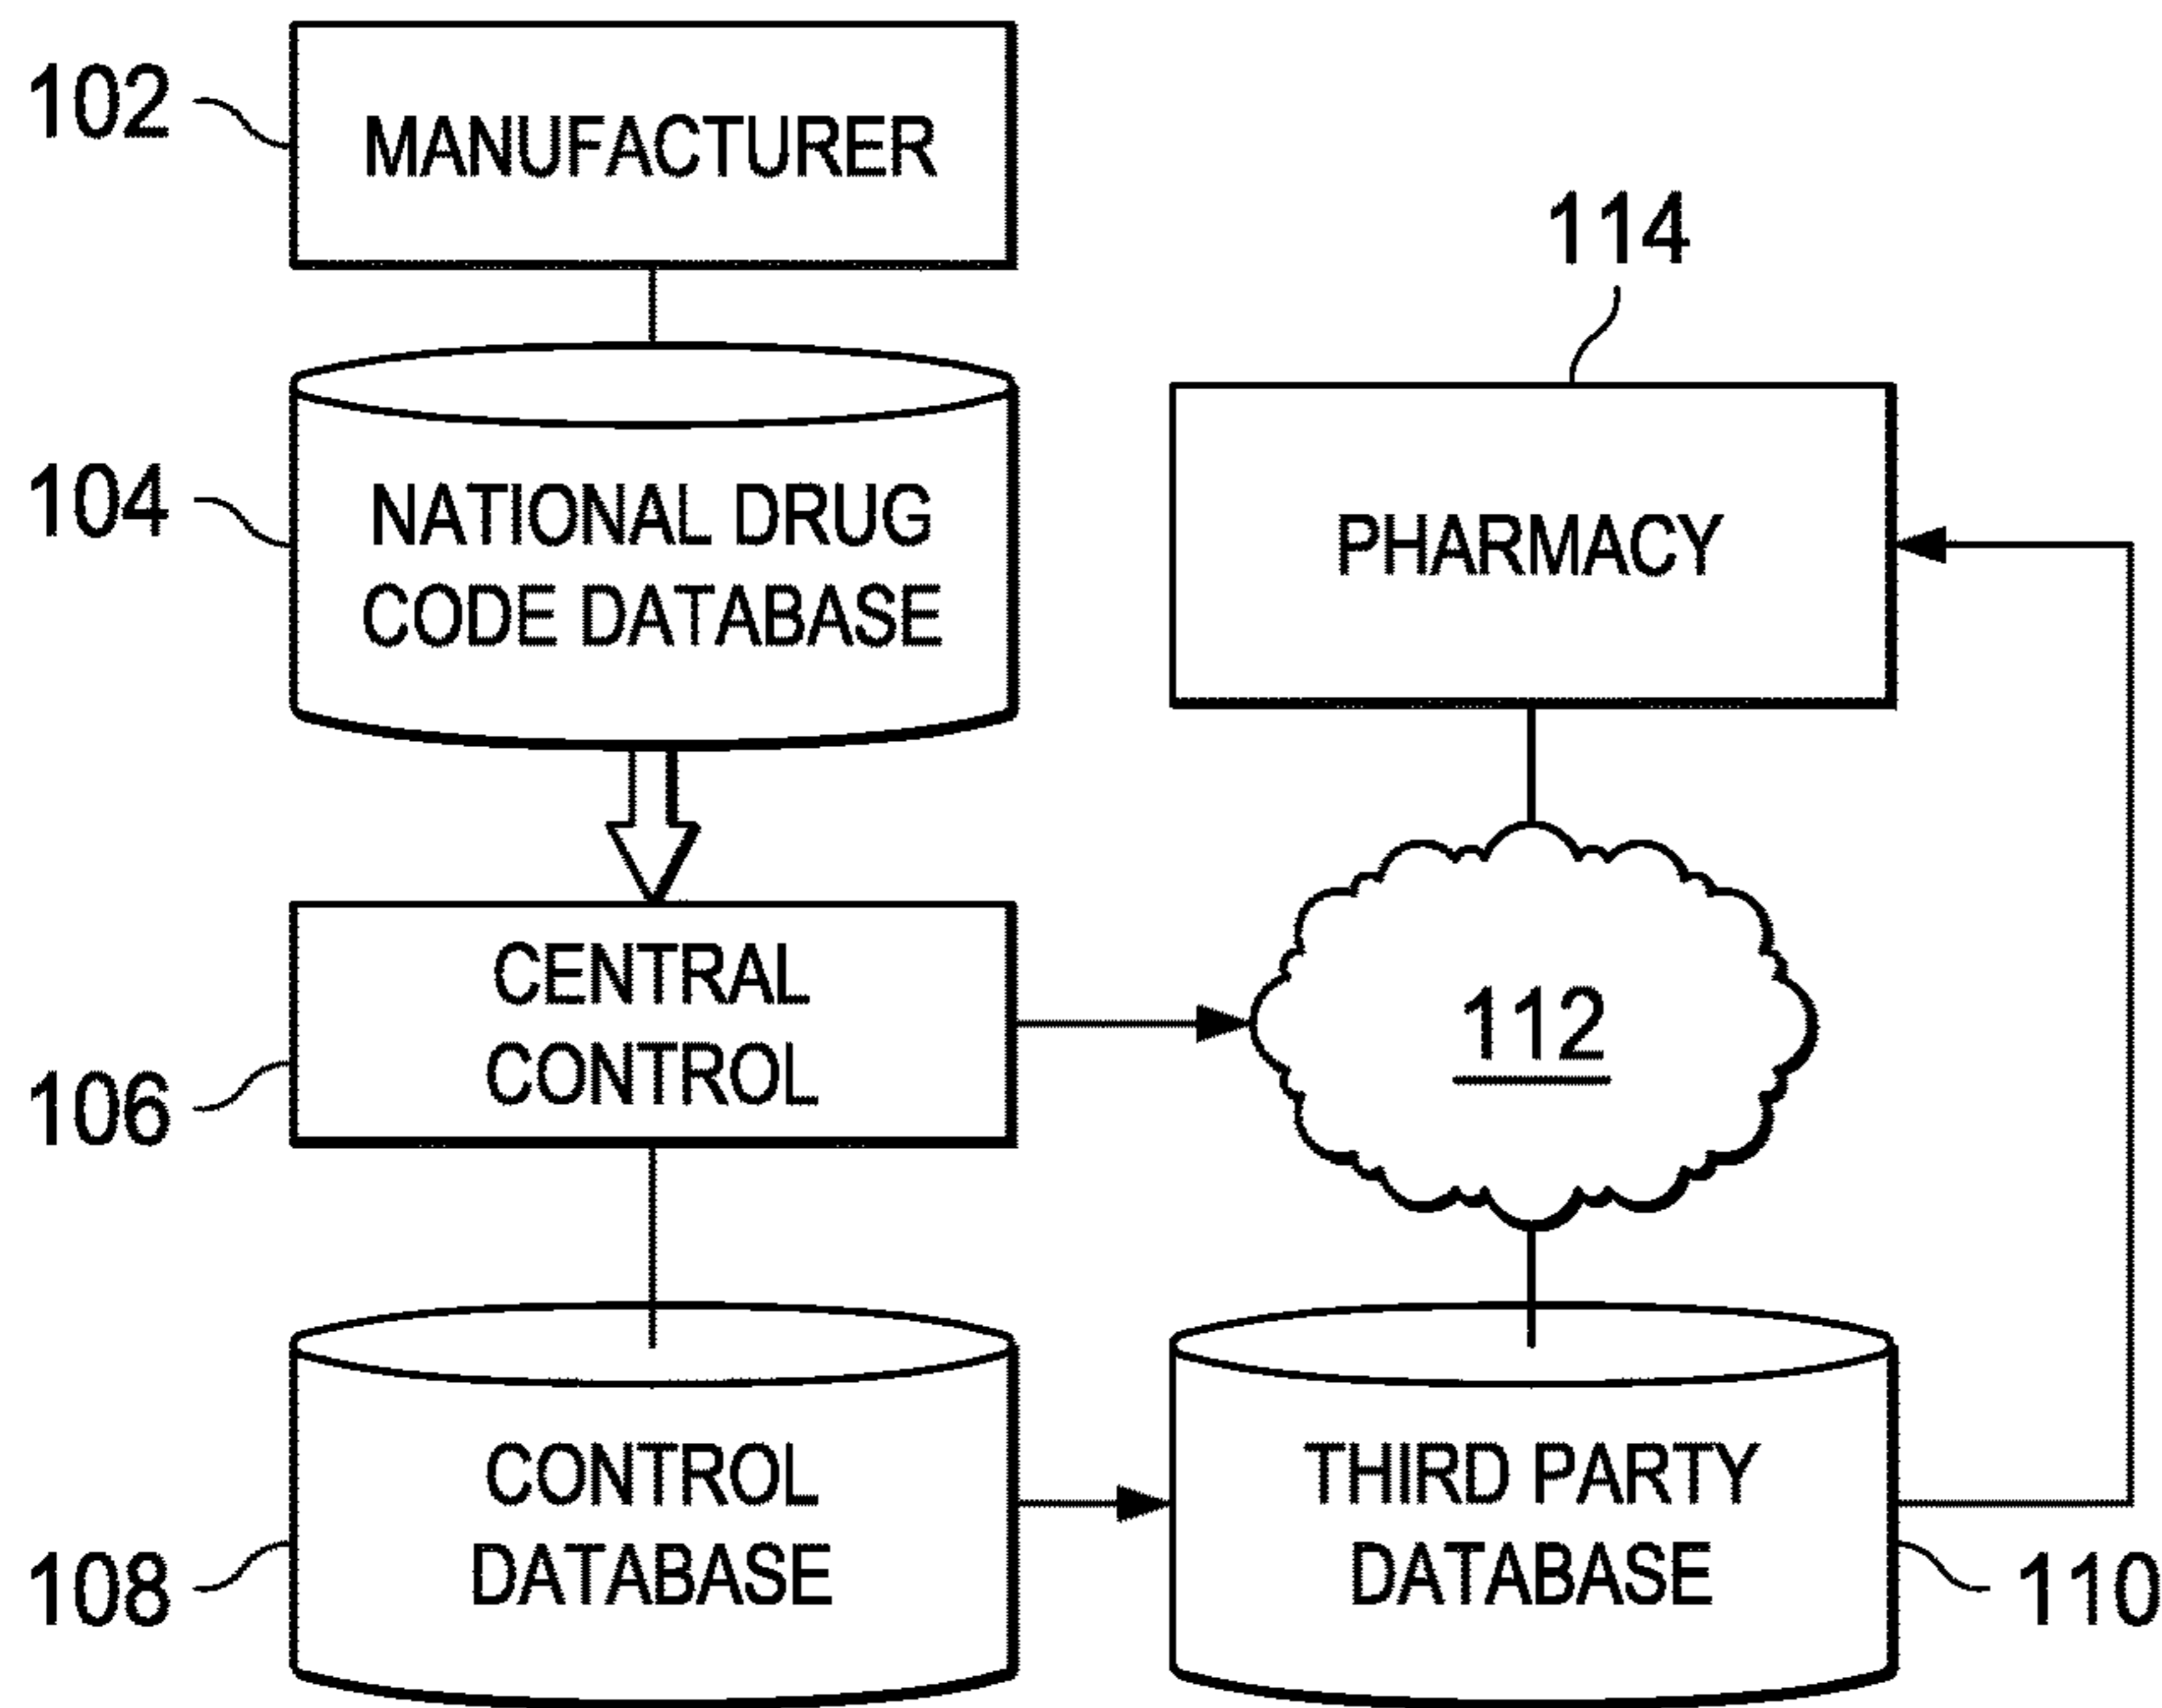 102
MANUFACTURER
114
104
NATIONAL DRUG
CODE DATABASE
PHARMACY
106
CENTRAL
CONTROL
112
108
CONTROL
DATABASE
THIRD PARTY
DATABASE
110